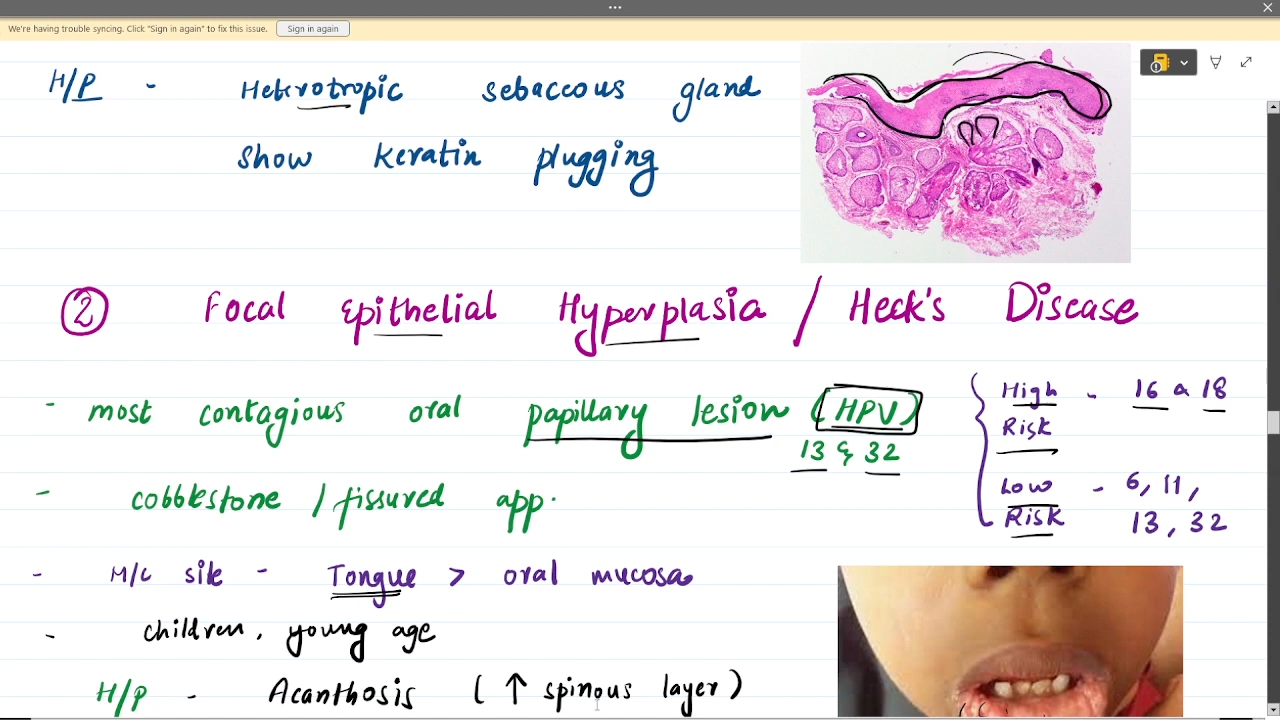 We're having trouble syncing. Click "Sign in again" to fix this issue. Sign in again
H/P - Heterotropic sebaceous gland
show keratin plugging
② Focal Epithelial Hyperplasia / Heck's Disease
- most contagious oral papillary lesion (HPV)
13 & 32
- cobblestone / fissured app.
- M/C site - Tongue > oral mucosa
- children, young age
H/P - Acanthosis (↑ spinous layer)
High - 16 & 18
Risk
Low - 6, 11,
Risk 13, 32